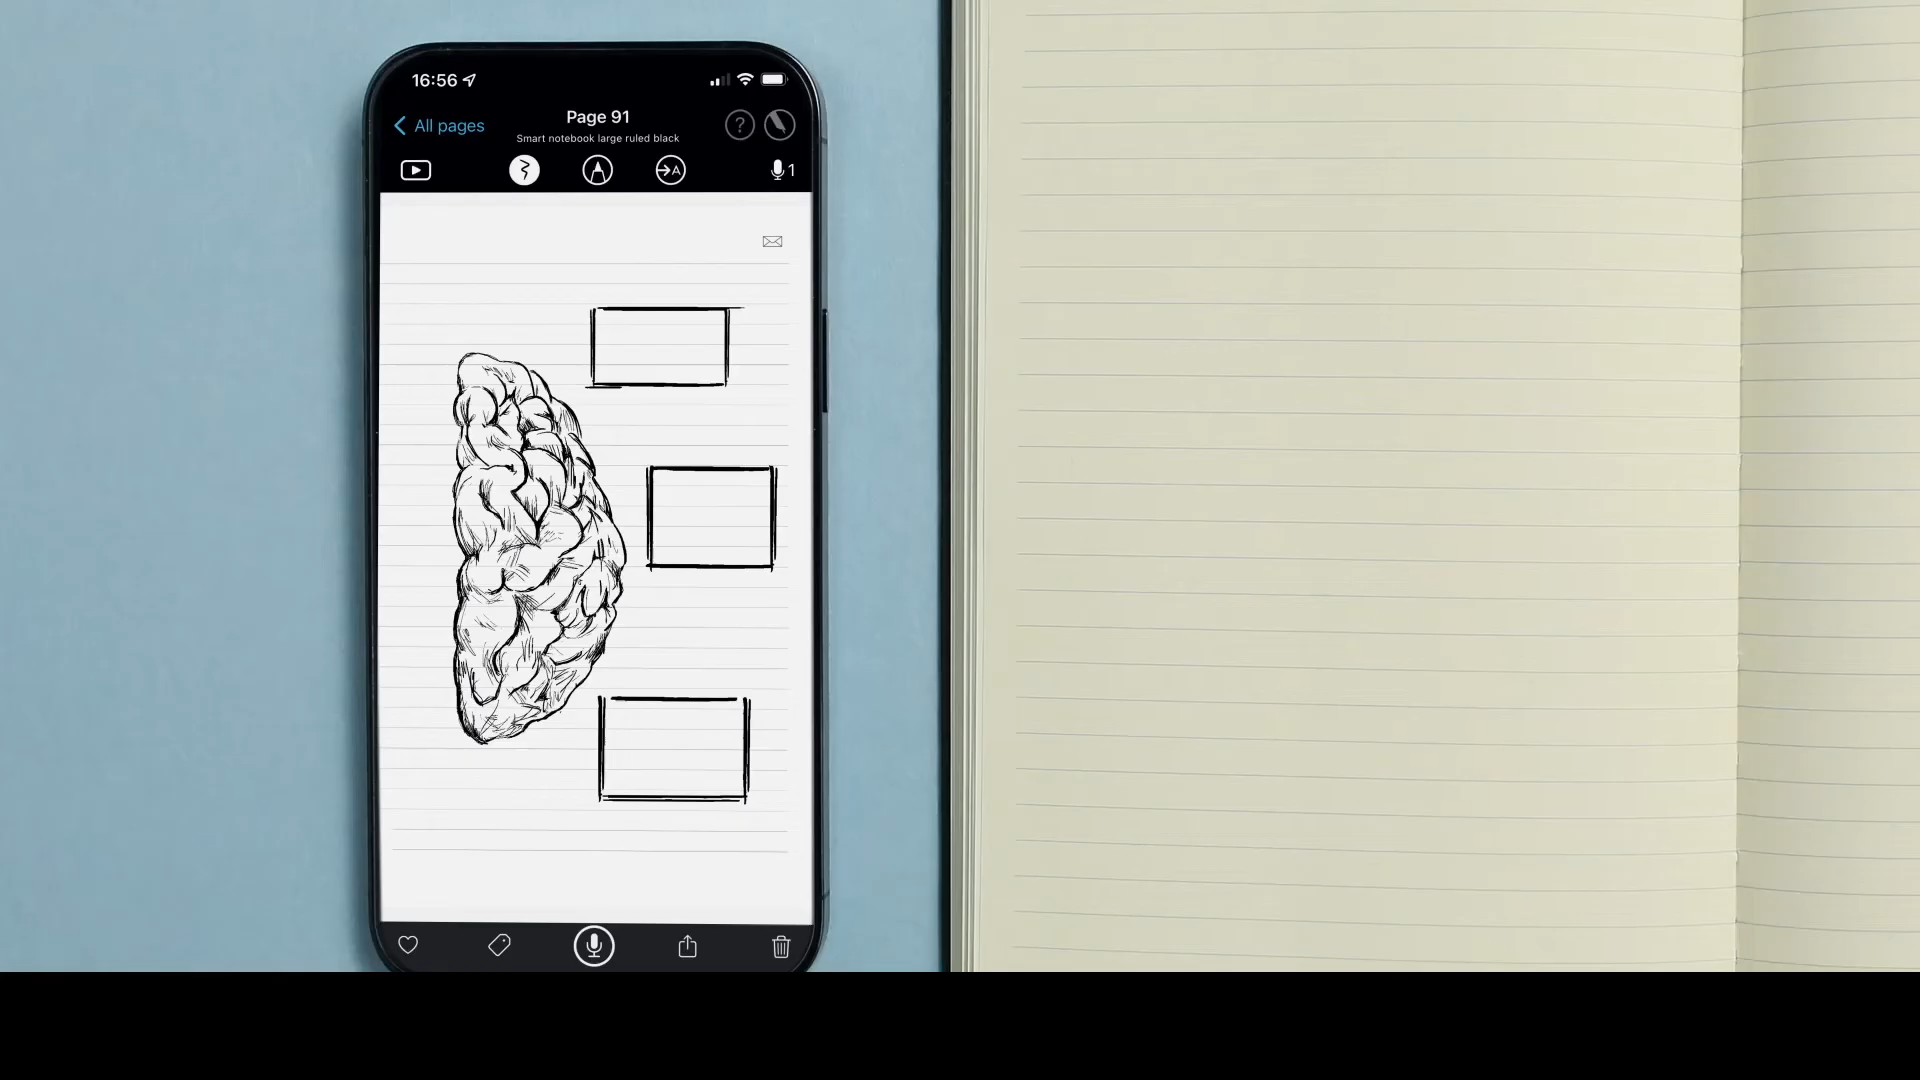 16:56
All pages
Page 91
Smart notebook large ruled black
?
A
1